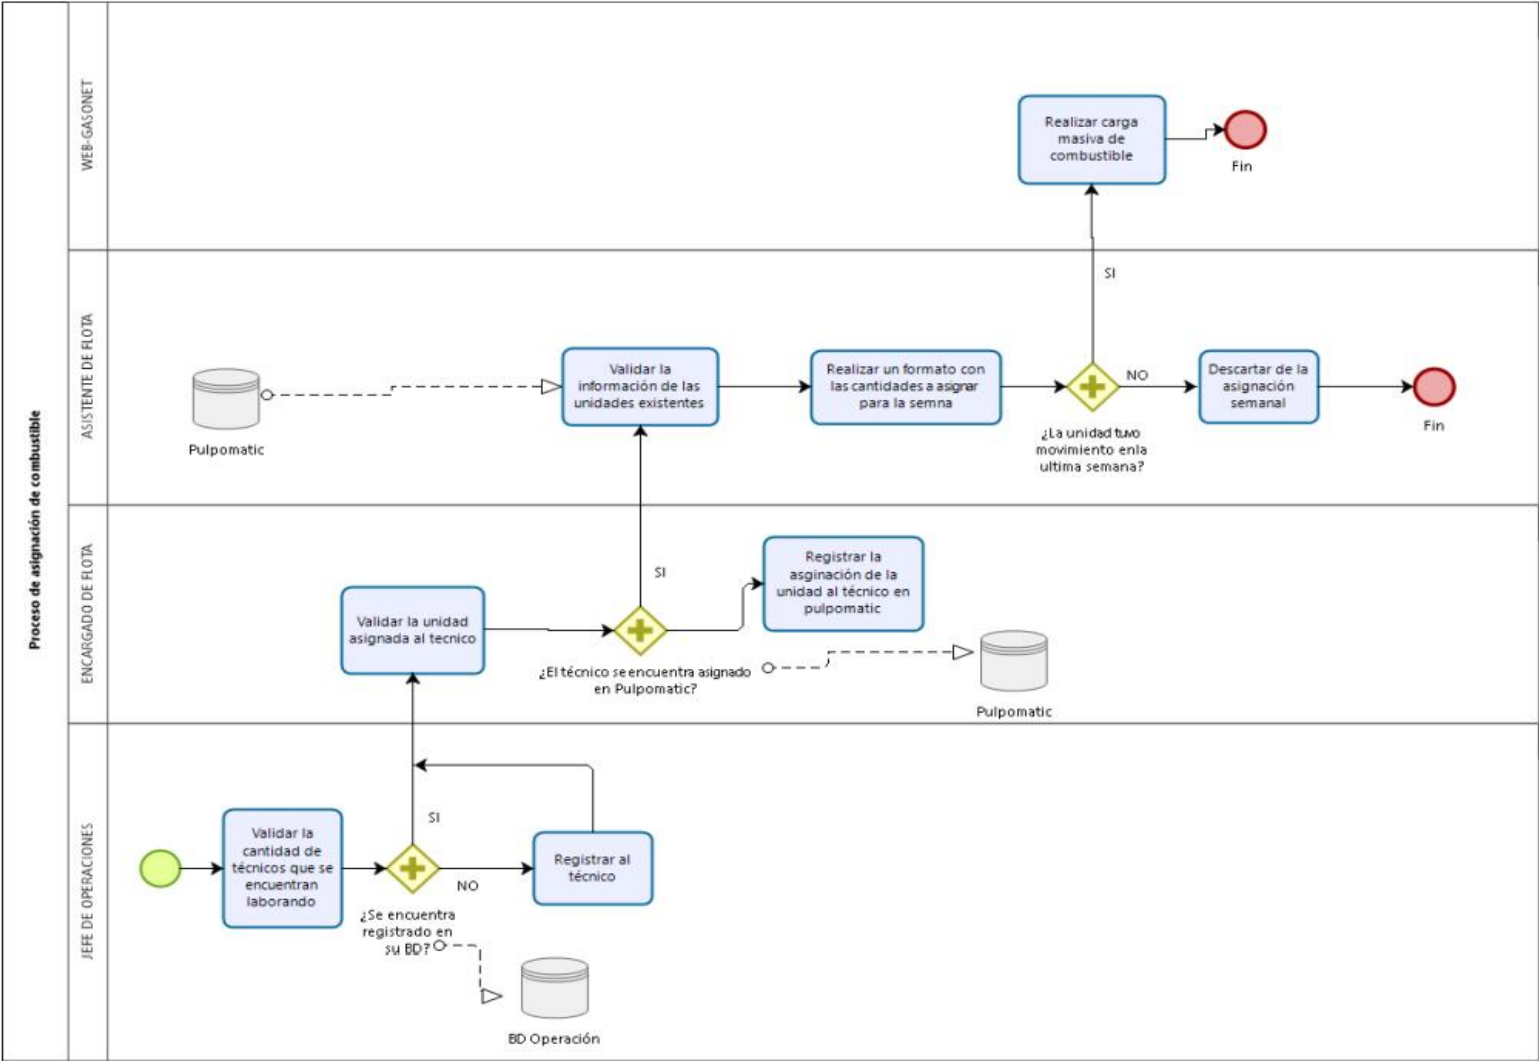 Proceso de asignación de combustible
WEB-GASONET
Realizar carga
masiva de
combustible
Fin
SI
ASISTENTE DE FLOTA
Pulpomatic
Validar la
información de las
unidades existentes
Realizar un formato con
las cantidades a asignar
para la semna
¿La unidad tuvo
movimiento enla
ultima semana?
NO
Descartar de la
asignación
semanal
Fin
ENCARGADO DE FLOTA
Validar la unidad
asignada al tecnico
SI
¿El técnico se encuentra asignado
en Pulpomatic?
Registrar la
asginación de la
unidad al técnico en
pulpomatic
Pulpomatic
JEFE DE OPERACIONES
Validar la
cantidad de
técnicos que se
encuentran
laborando
SI
NO
¿Se encuentra
registrado en
su BD?
Registrar al
técnico
BD Operación